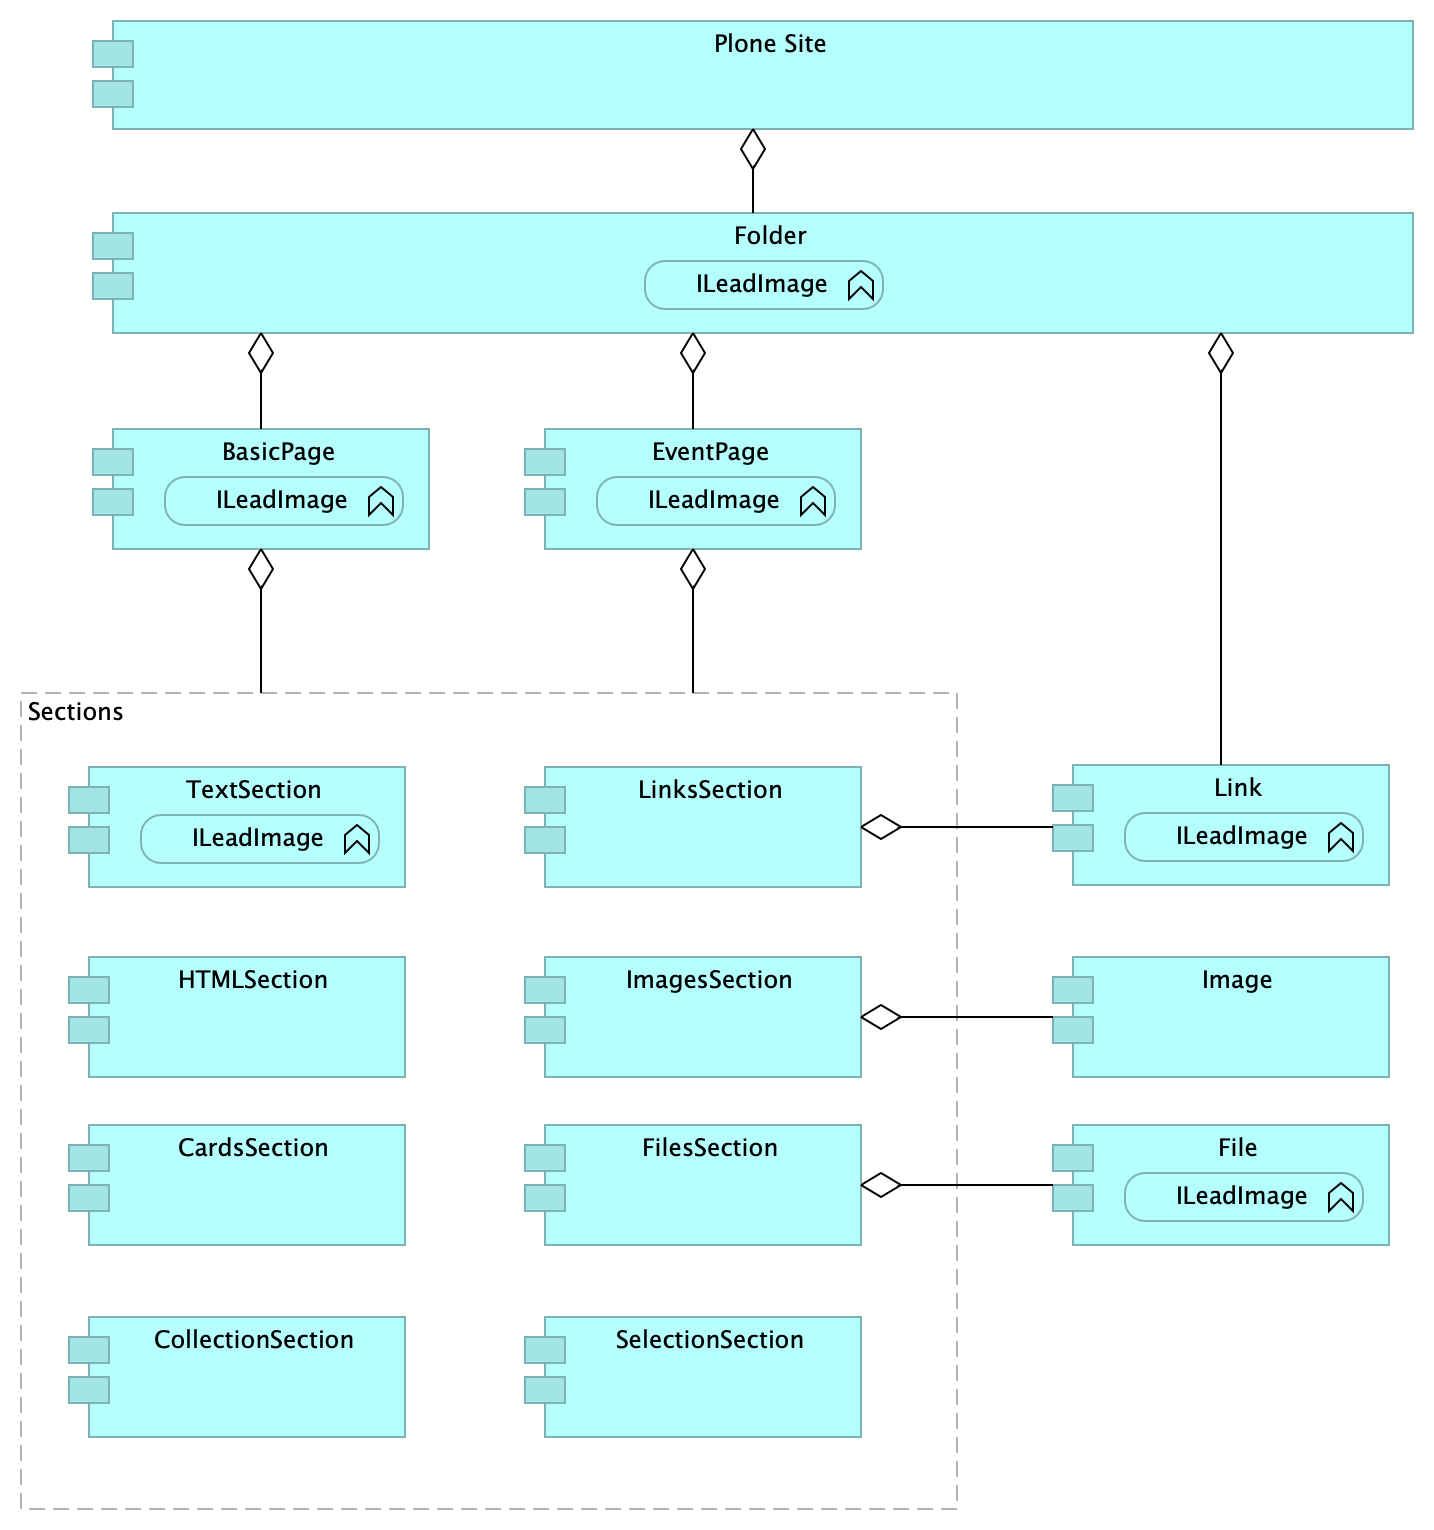 Plone Site
Folder
ILeadImage
BasicPage
ILeadImage
EventPage
ILeadImage
Sections
TextSection
ILeadImage
LinksSection
Link
ILeadImage
HTMLSection
ImagesSection
Image
CardsSection
FilesSection
File
ILeadImage
CollectionSection
SelectionSection